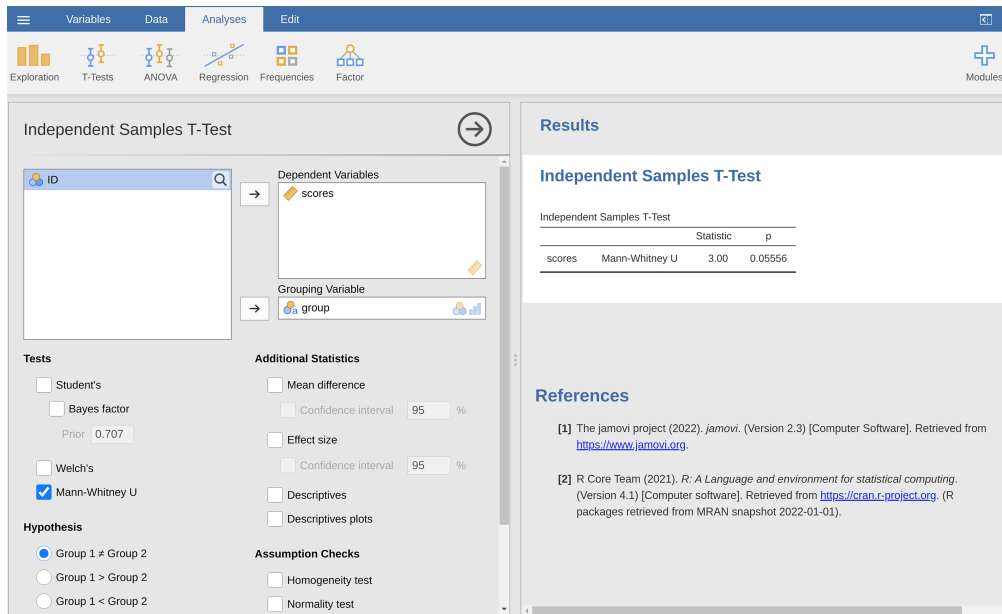 Variables Data Analyses Edit
Exploration T-Tests ANOVA Regression Frequencies Factor Modules
Independent Samples T-Test
ID
Dependent Variables
scores
Grouping Variable
a group
Tests
Student's
Bayes factor
Prior 0.707
Welch's
Mann-Whitney U
Hypothesis
Group 1 ≠ Group 2
Group 1 > Group 2
Group 1 < Group 2
Additional Statistics
Mean difference
Confidence interval 95 %
Effect size
Confidence interval 95 %
Descriptives
Descriptives plots
Assumption Checks
Homogeneity test
Normality test
Results
Independent Samples T-Test
Independent Samples T-Test
Statistic p
scores Mann-Whitney U 3.00 0.05556
References
[1] The jamovi project (2022). jamovi. (Version 2.3) [Computer Software]. Retrieved from
https://www.jamovi.org.
[2] R Core Team (2021). R: A Language and environment for statistical computing.
(Version 4.1) [Computer software]. Retrieved from https://cran.r-project.org. (R
packages retrieved from MRAN snapshot 2022-01-01).